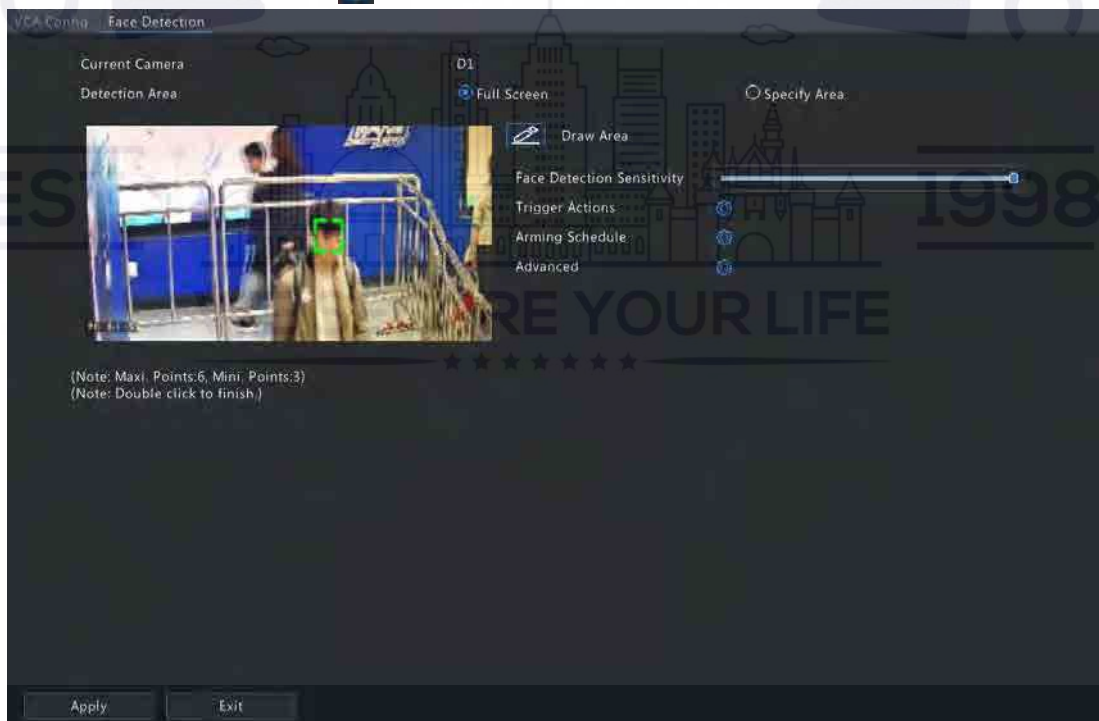 VCA Config Face Detection
Current Camera D1
Detection Area Full Screen Specify Area
Draw Area
Face Detection Sensitivity
Trigger Actions
Arming Schedule
Advanced
1998
YOUR LIFE
(Note: Maxi. Points:6, Mini. Points:3)
(Note: Double click to finish.)
Apply Exit